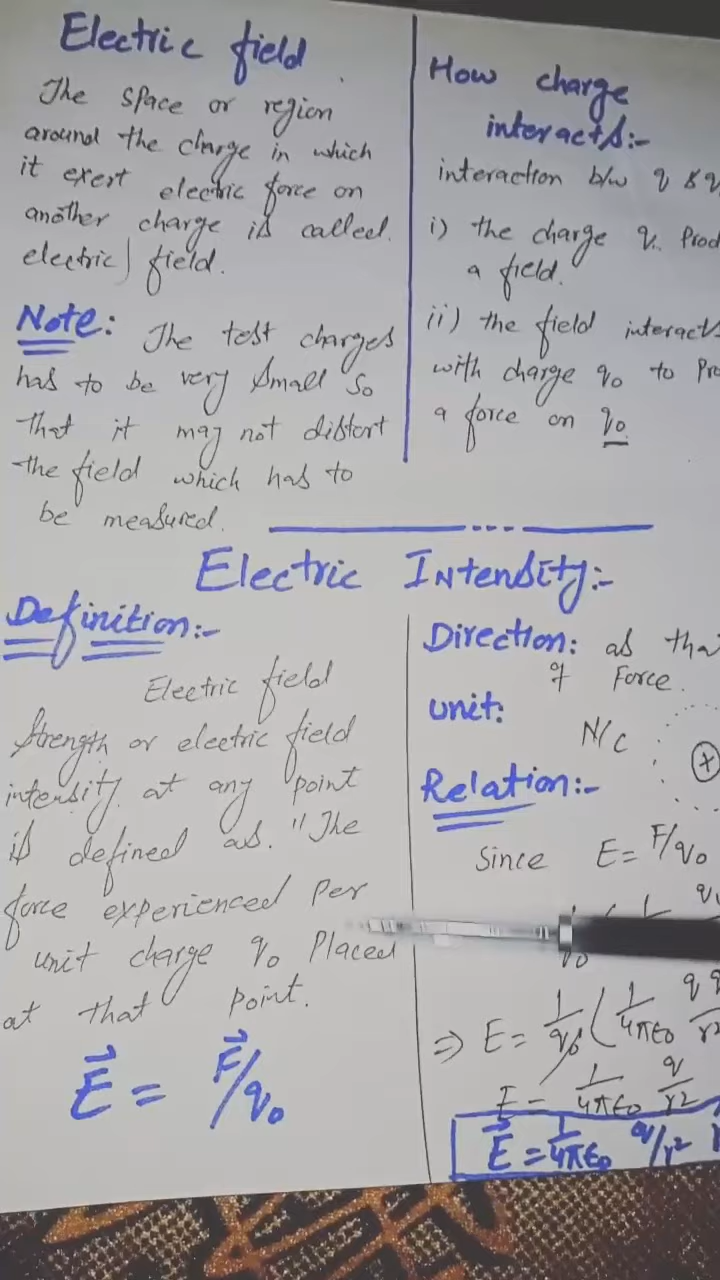 Electric field
The space or region
around the charge in which
it exert electric force on
another charge is called
electric field.
Note: The test charges
has to be very small so
that it may not distort
the field which has to
be measured.
How charge
interacts:-
interaction b/w q & q
i) the charge q. Prod
a field.
ii) the field interacts
with charge q₀ to Pro
a force on q₀.
Electric Intensity:-
Definition:-
Electric field
Strength or electric field
intensity at any point
is defined as. "The
force experienced Per
unit charge q₀ Placed
at that point.
E⃗ = F⃗/q₀
Direction: as that
of Force.
unit: N/C
+
Relation:-
Since E = F/q₀
⇒ E = 1/q₀ ( 1/4πε₀ q q / r²
E = 1/4πε₀ q/r²
E⃗ = 1/4πε₀ q/r²